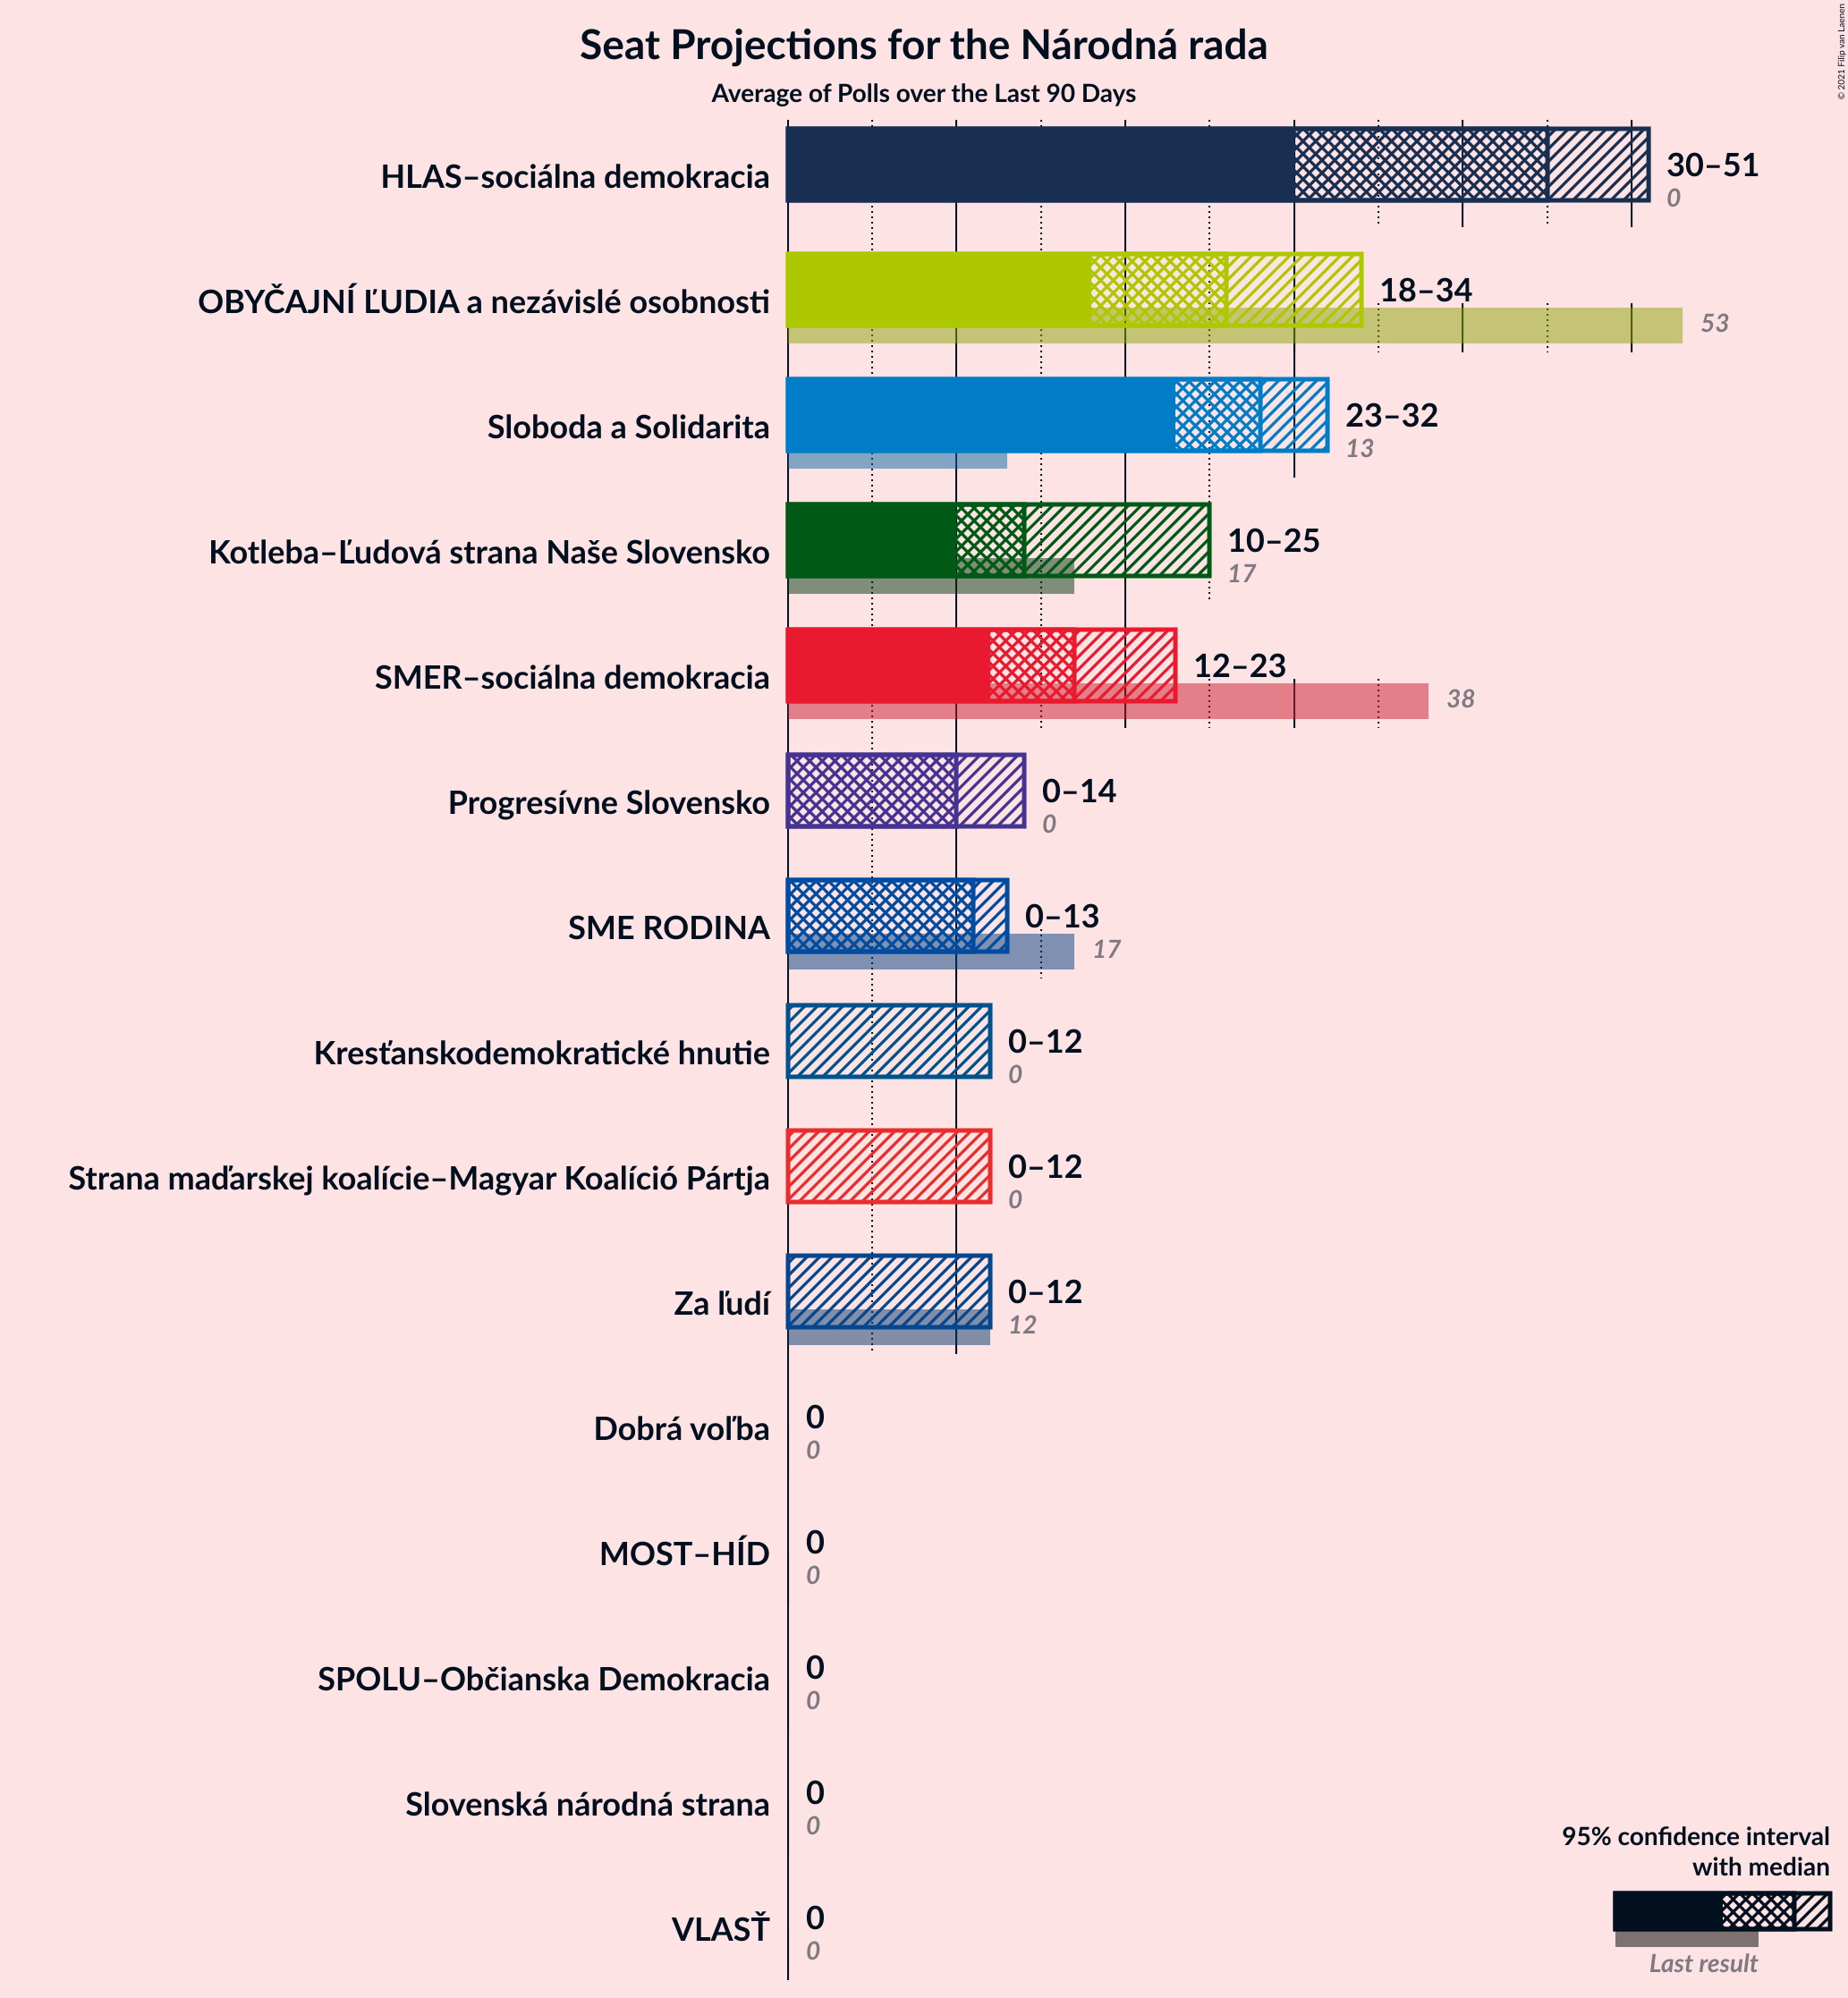 Seat Projections for the Národná rada
Average of Polls over the Last 90 Days
© 2021 Filip van Laenen
HLAS–sociálna demokracia
30–51
0
OBYČAJNÍ ĽUDIA a nezávislé osobnosti
18–34
53
Sloboda a Solidarita
23–32
13
Kotleba–Ľudová strana Naše Slovensko
10–25
17
SMER–sociálna demokracia
12–23
38
Progresívne Slovensko
0–14
0
SME RODINA
0–13
17
Kresťanskodemokratické hnutie
0–12
0
Strana maďarskej koalície–Magyar Koalíció Pártja
0–12
0
Za ľudí
0–12
12
Dobrá voľba
0
0
MOST–HÍD
0
0
SPOLU–Občianska Demokracia
0
0
Slovenská národná strana
0
0
VLASŤ
0
0
95% confidence interval
with median
Last result